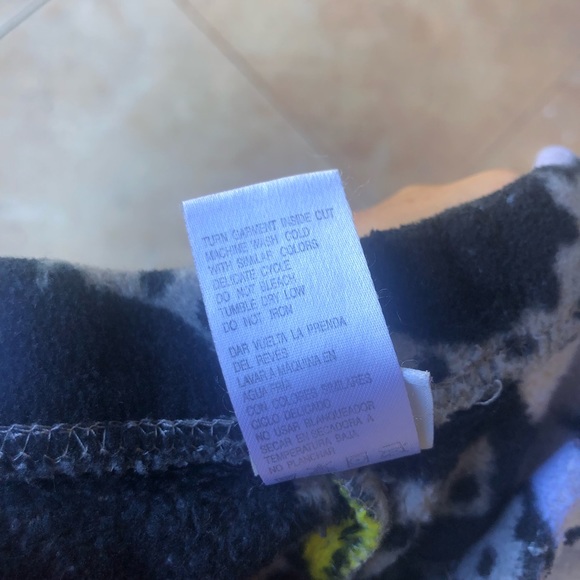 TURN GARMENT INSIDE OUT
MACHINE WASH COLD
WITH SIMILAR COLORS
DELICATE CYCLE
DO NOT BLEACH
TUMBLE DRY LOW
DO NOT IRON
DAR VUELTA LA PRENDA
DEL REVÉS
LAVAR A MÁQUINA EN
AGUA FRIA
CON COLORES SIMILARES
CICLO DELICADO
NO USAR BLANQUEADOR
SECAR EN SECADORA A
TEMPERATURA BAJA
NO PLANCHAR